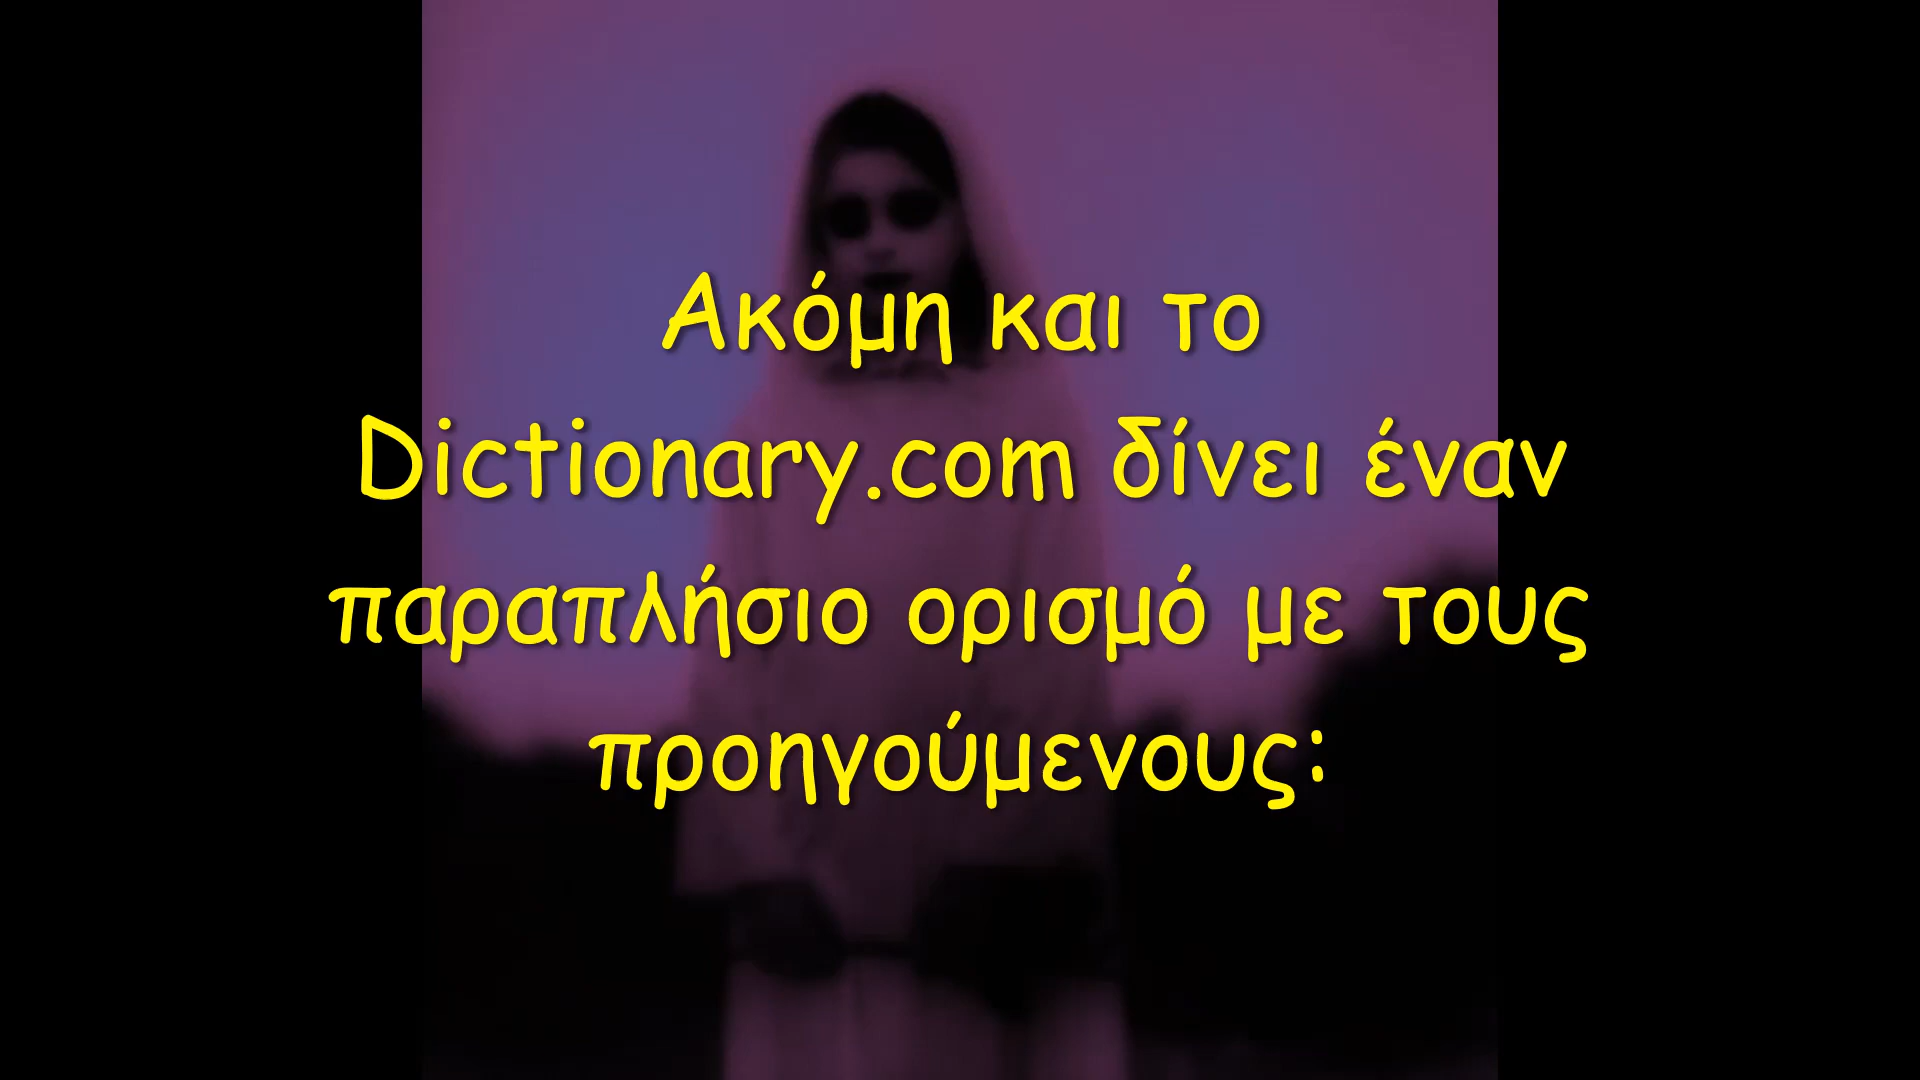 Ακόμη και το
Dictionary.com δίνει έναν
παραπλήσιο ορισμό με τους
προηγούμενους: